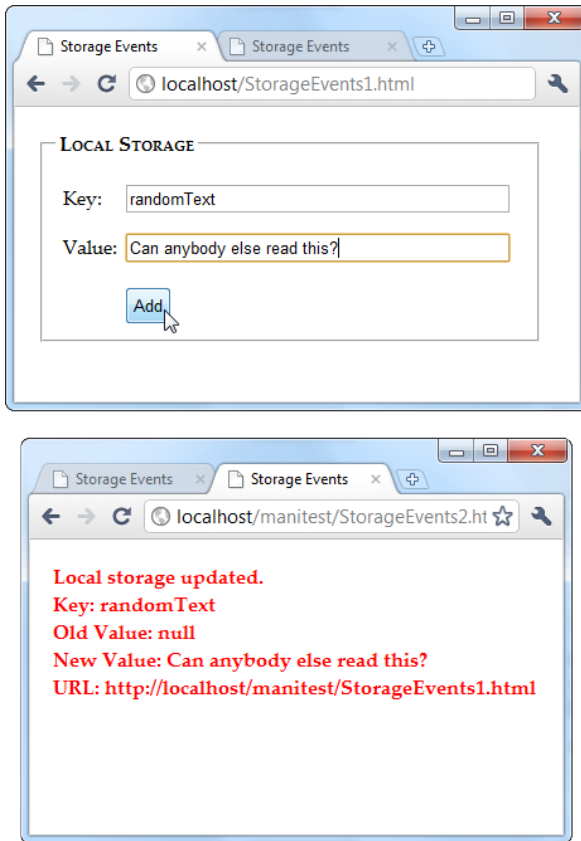 Storage Events
Storage Events
localhost/StorageEvents1.html
LOCAL STORAGE
Key: randomText
Value: Can anybody else read this?
Add
Storage Events
Storage Events
localhost/manitest/StorageEvents2.ht
Local storage updated.
Key: randomText
Old Value: null
New Value: Can anybody else read this?
URL: http://localhost/manitest/StorageEvents1.html